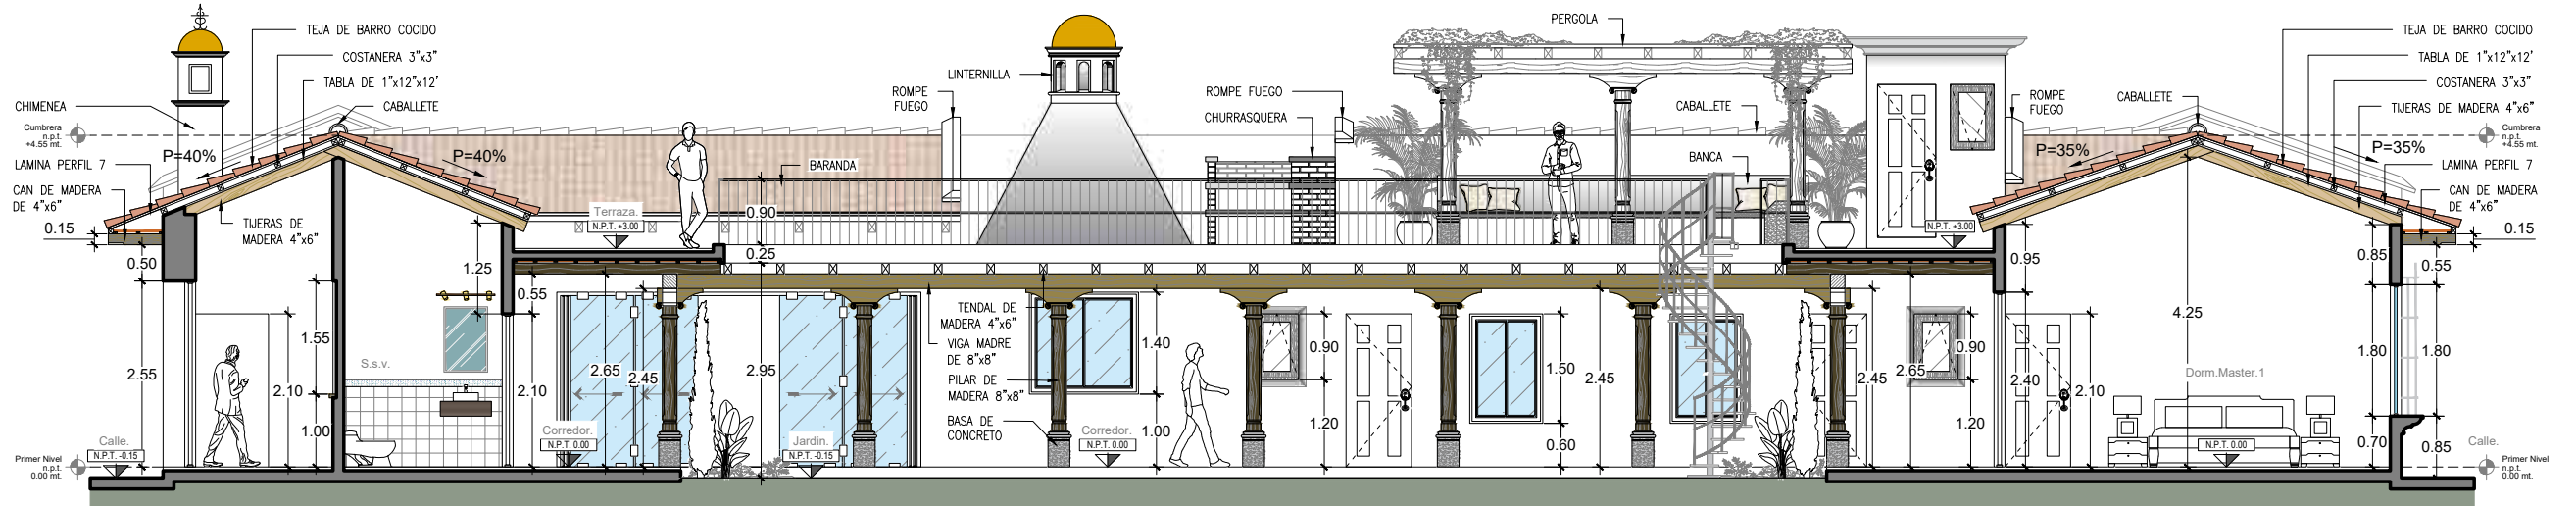 TEJA DE BARRO COCIDO
COSTANERA 3"x3"
TABLA DE 1"x12"x12'
CHIMENEA
CABALLETE
Cumbrera
n.p.t.
+4.55 mt.
P=40%
P=40%
LAMINA PERFIL 7
CAN DE MADERA
DE 4"x6"
TIJERAS DE
MADERA 4"x6"
0.15
0.50
2.55
2.10
1.55
1.00
1.25
0.55
2.10
S.s.v.
Calle.
N.P.T. -0.15
Primer Nivel
n.p.t.
0.00 mt.
Terraza.
N.P.T. +3.00
ROMPE
FUEGO
LINTERNILLA
BARANDA
0.90
0.25
2.65
2.45
2.95
Corredor.
N.P.T. 0.00
Jardin.
N.P.T. -0.15
TENDAL DE
MADERA 4"x6"
VIGA MADRE
DE 8"x8"
PILAR DE
MADERA 8"x8"
BASA DE
CONCRETO
Corredor.
N.P.T. 0.00
1.40
1.00
ROMPE FUEGO
CHURRASQUERA
PERGOLA
CABALLETE
BANCA
0.90
1.20
1.50
0.60
2.45
2.45
2.65
0.90
1.20
N.P.T. +3.00
ROMPE
FUEGO
CABALLETE
P=35%
P=35%
TEJA DE BARRO COCIDO
TABLA DE 1"x12"x12'
COSTANERA 3"x3"
TIJERAS DE MADERA 4"x6"
Cumbrera
n.p.t.
+4.55 mt.
LAMINA PERFIL 7
CAN DE MADERA
DE 4"x6"
0.15
0.95
2.40
2.10
4.25
Dorm.Master.1
N.P.T. 0.00
0.85
0.55
1.80
1.80
0.70
0.85
Calle.
Primer Nivel
n.p.t.
0.00 mt.